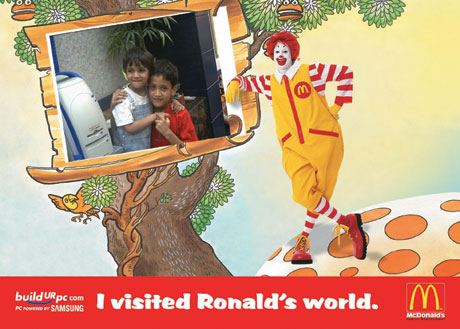 buildURpc.com
PC POWERED BY SAMSUNG
I visited Ronald's world.
McDonald's